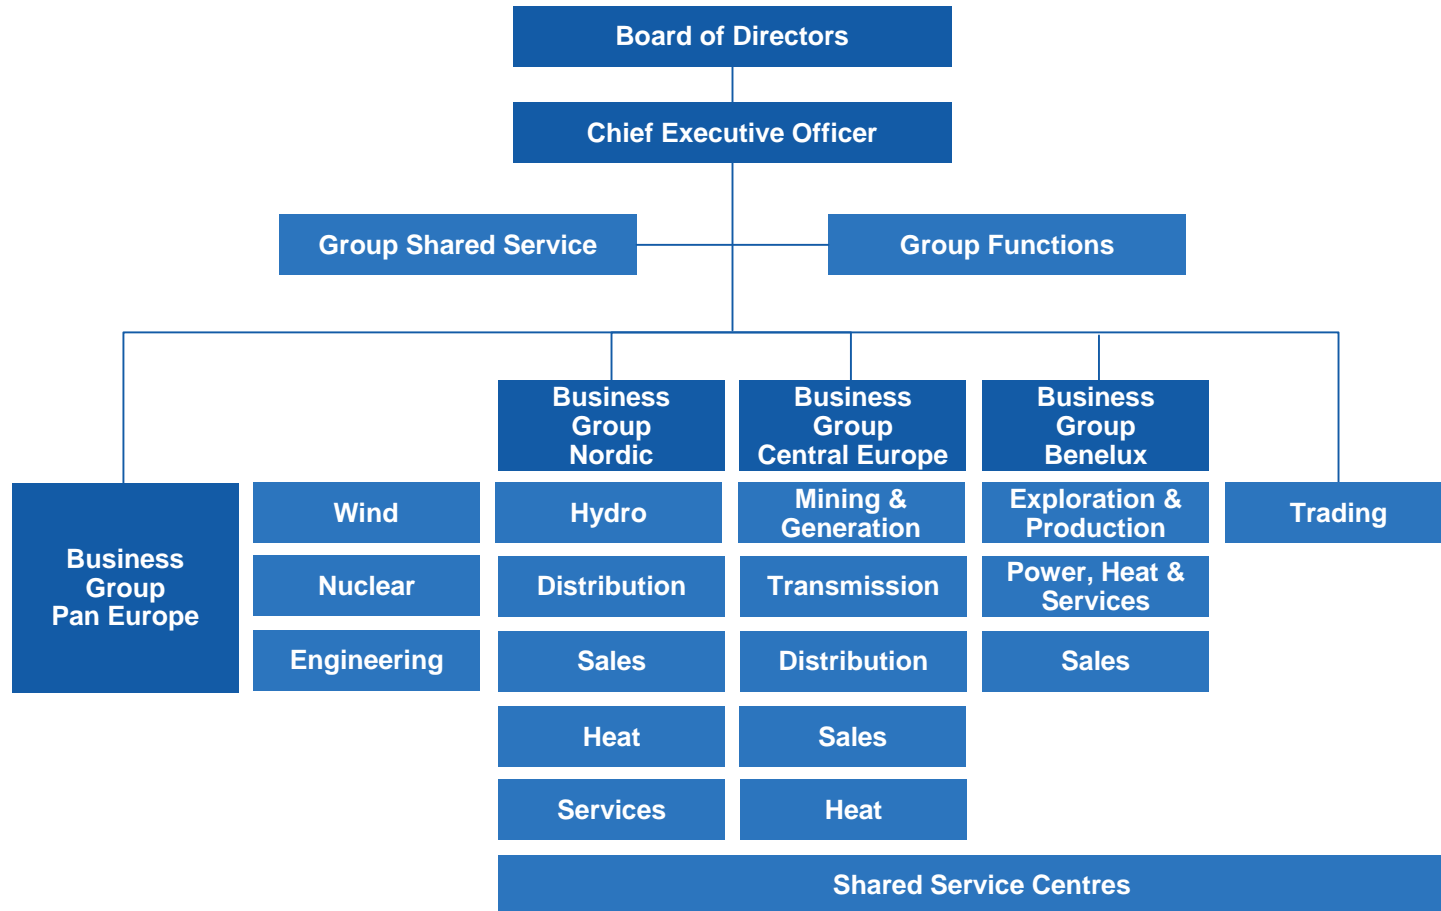 Board of Directors
Chief Executive Officer
Group Shared Service
Group Functions
Business
Group
Nordic
Business
Group
Central Europe
Business
Group
Benelux
Business
Group
Pan Europe
Wind
Nuclear
Engineering
Hydro
Distribution
Sales
Heat
Services
Mining &
Generation
Transmission
Distribution
Sales
Heat
Exploration &
Production
Power, Heat &
Services
Sales
Trading
Shared Service Centres